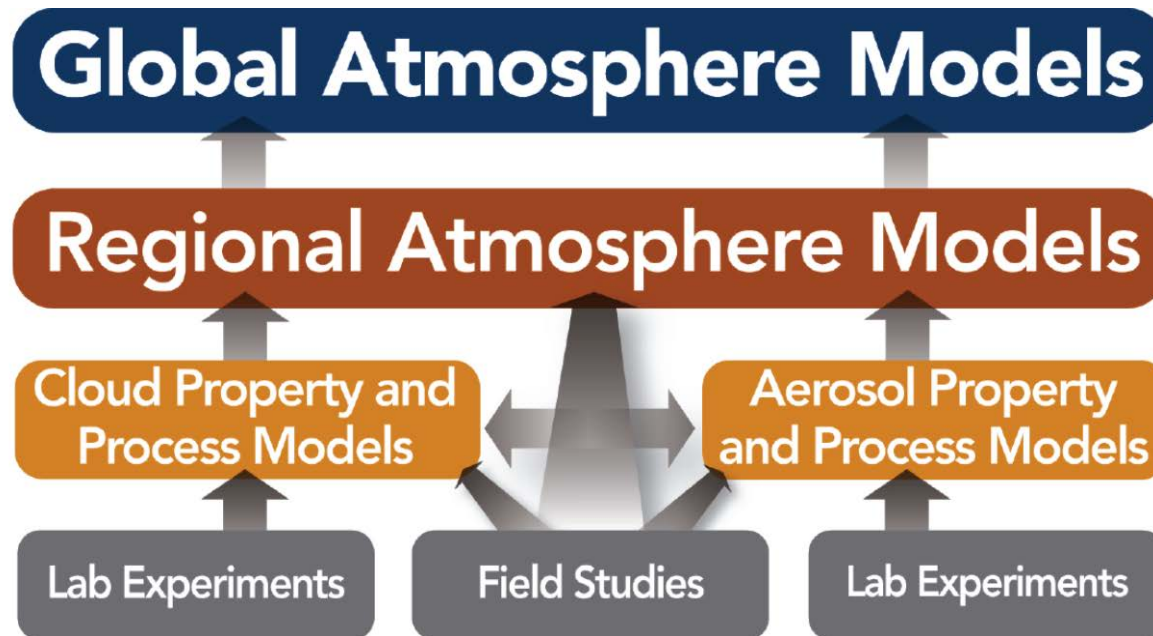 Global Atmosphere Models
Regional Atmosphere Models
Cloud Property and
Process Models
Aerosol Property
and Process Models
Lab Experiments
Field Studies
Lab Experiments